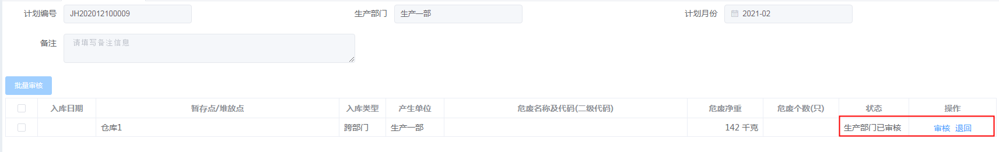 计划编号 JH202012100009 生产部门 生产一部 计划月份 2021-02
备注 请填写备注信息
批量审核
入库日期 暂存点/堆放点 入库类型 产生单位 危废名称及代码(二级代码) 危废净重 危废个数(只) 状态 操作
仓库1 跨部门 生产一部 142 千克 生产部门已审核 审核 退回